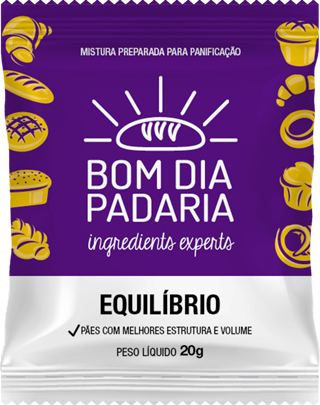 MISTURA PREPARADA PARA PANIFICAÇÃO
BOM DIA
PADARIA
ingredients experts
EQUILÍBRIO
✓PÃES COM MELHORES ESTRUTURA E VOLUME
PESO LÍQUIDO 20g